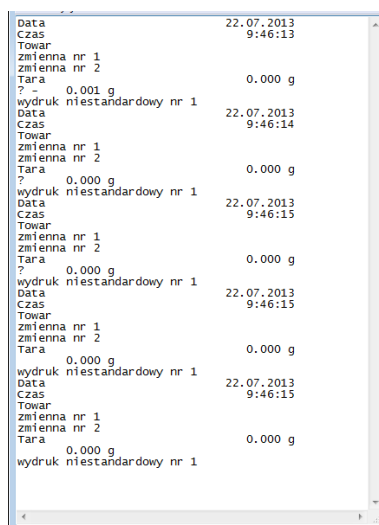 Data 22.07.2013
Czas 9:46:13
Towar
zmienna nr 1
zmienna nr 2
Tara 0.000 g
? - 0.001 g
wydruk niestandardowy nr 1
Data 22.07.2013
Czas 9:46:14
Towar
zmienna nr 1
zmienna nr 2
Tara 0.000 g
? 0.000 g
wydruk niestandardowy nr 1
Data 22.07.2013
Czas 9:46:15
Towar
zmienna nr 1
zmienna nr 2
Tara 0.000 g
? 0.000 g
wydruk niestandardowy nr 1
Data 22.07.2013
Czas 9:46:15
Towar
zmienna nr 1
zmienna nr 2
Tara 0.000 g
0.000 g
wydruk niestandardowy nr 1
Data 22.07.2013
Czas 9:46:15
Towar
zmienna nr 1
zmienna nr 2
Tara 0.000 g
0.000 g
wydruk niestandardowy nr 1